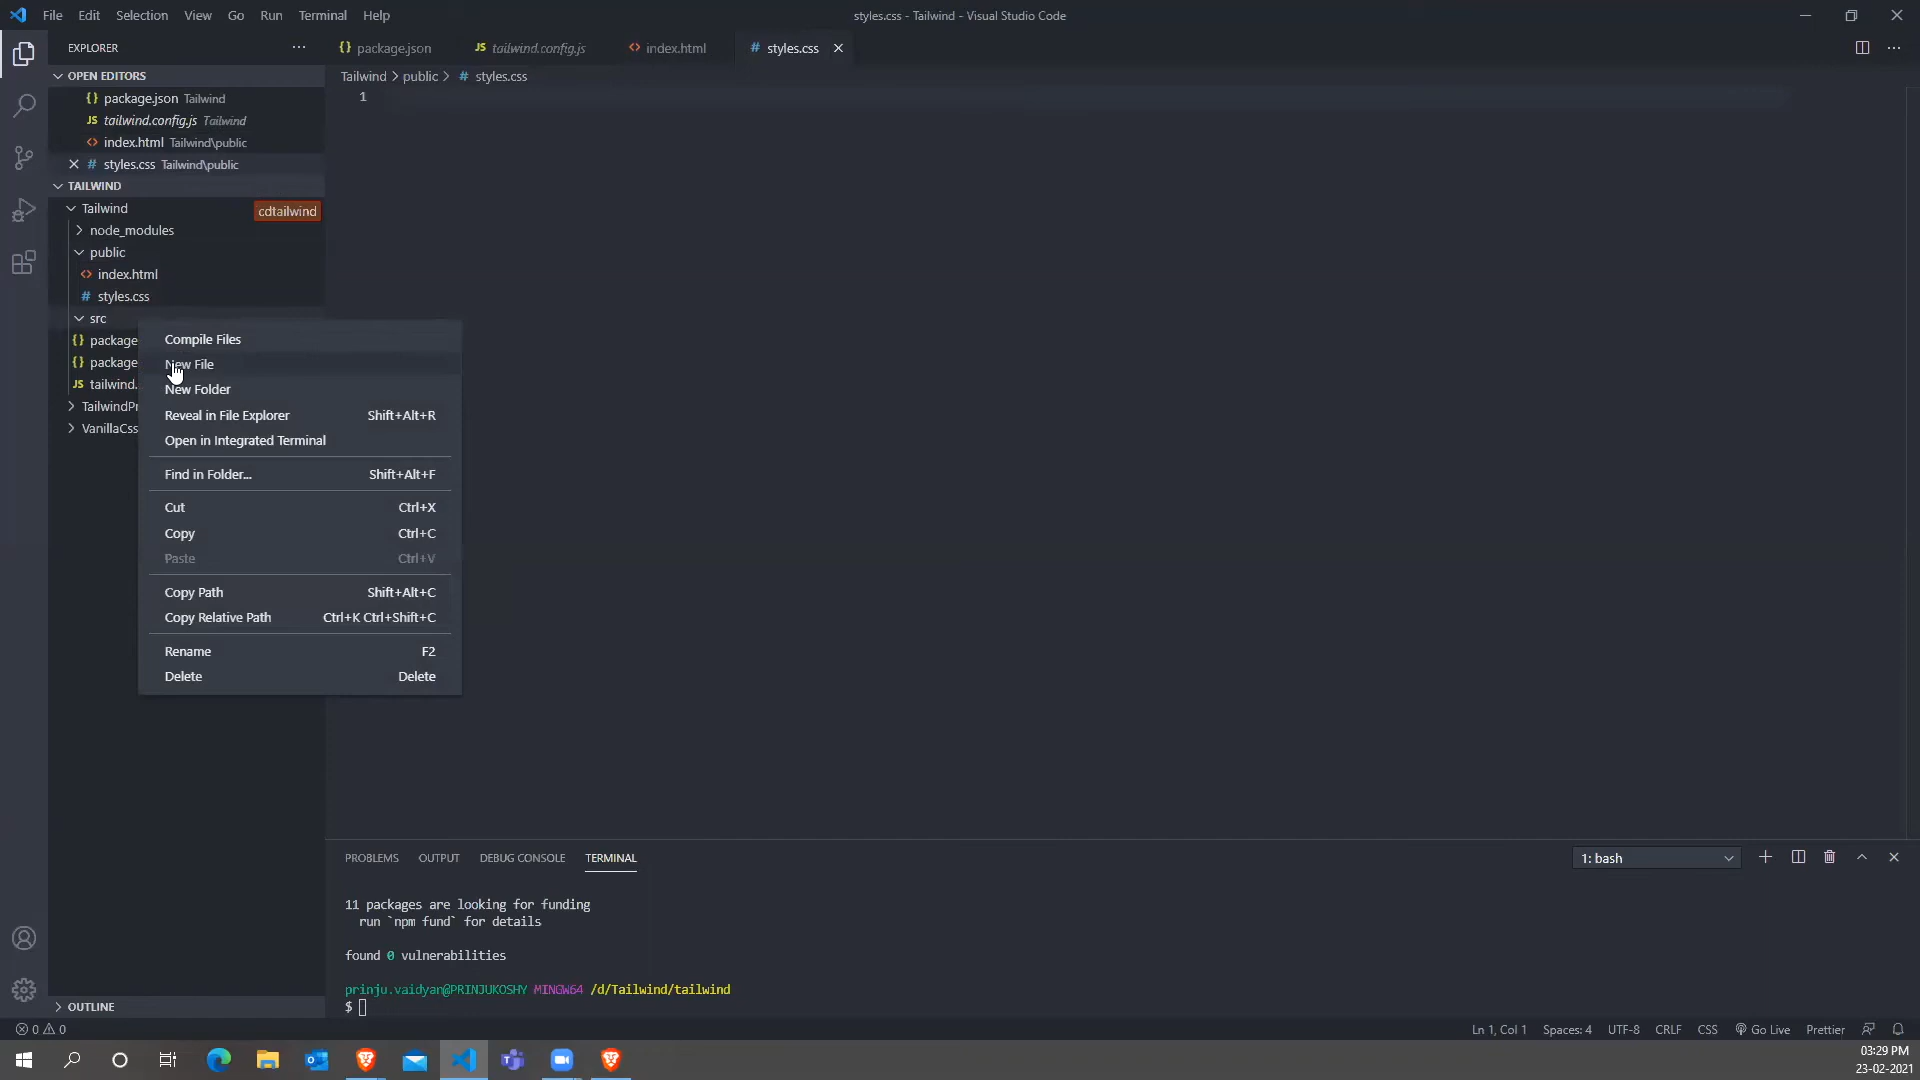 File Edit Selection View Go Run Terminal Help
styles.css - Tailwind - Visual Studio Code
EXPLORER
package.json
tailwind.config.js
index.html
styles.css
OPEN EDITORS
package.json Tailwind
tailwind.config.js Tailwind
index.html Tailwind\public
styles.css Tailwind\public
Tailwind > public > # styles.css
1
TAILWIND
Tailwind
cdtailwind
node_modules
public
index.html
styles.css
src
package
package
tailwind.
TailwindPr
VanillaCss
Compile Files
New File
New Folder
Reveal in File Explorer Shift+Alt+R
Open in Integrated Terminal
Find in Folder... Shift+Alt+F
Cut Ctrl+X
Copy Ctrl+C
Paste Ctrl+V
Copy Path Shift+Alt+C
Copy Relative Path Ctrl+K Ctrl+Shift+C
Rename F2
Delete Delete
PROBLEMS OUTPUT DEBUG CONSOLE TERMINAL
1: bash
11 packages are looking for funding
run `npm fund` for details
found 0 vulnerabilities
prinju.vaidyan@PRINJUKOSHY MINGW64 /d/Tailwind/tailwind
$
OUTLINE
0 0
Ln 1, Col 1 Spaces: 4 UTF-8 CRLF CSS Go Live Prettier
03:29 PM
23-02-2021